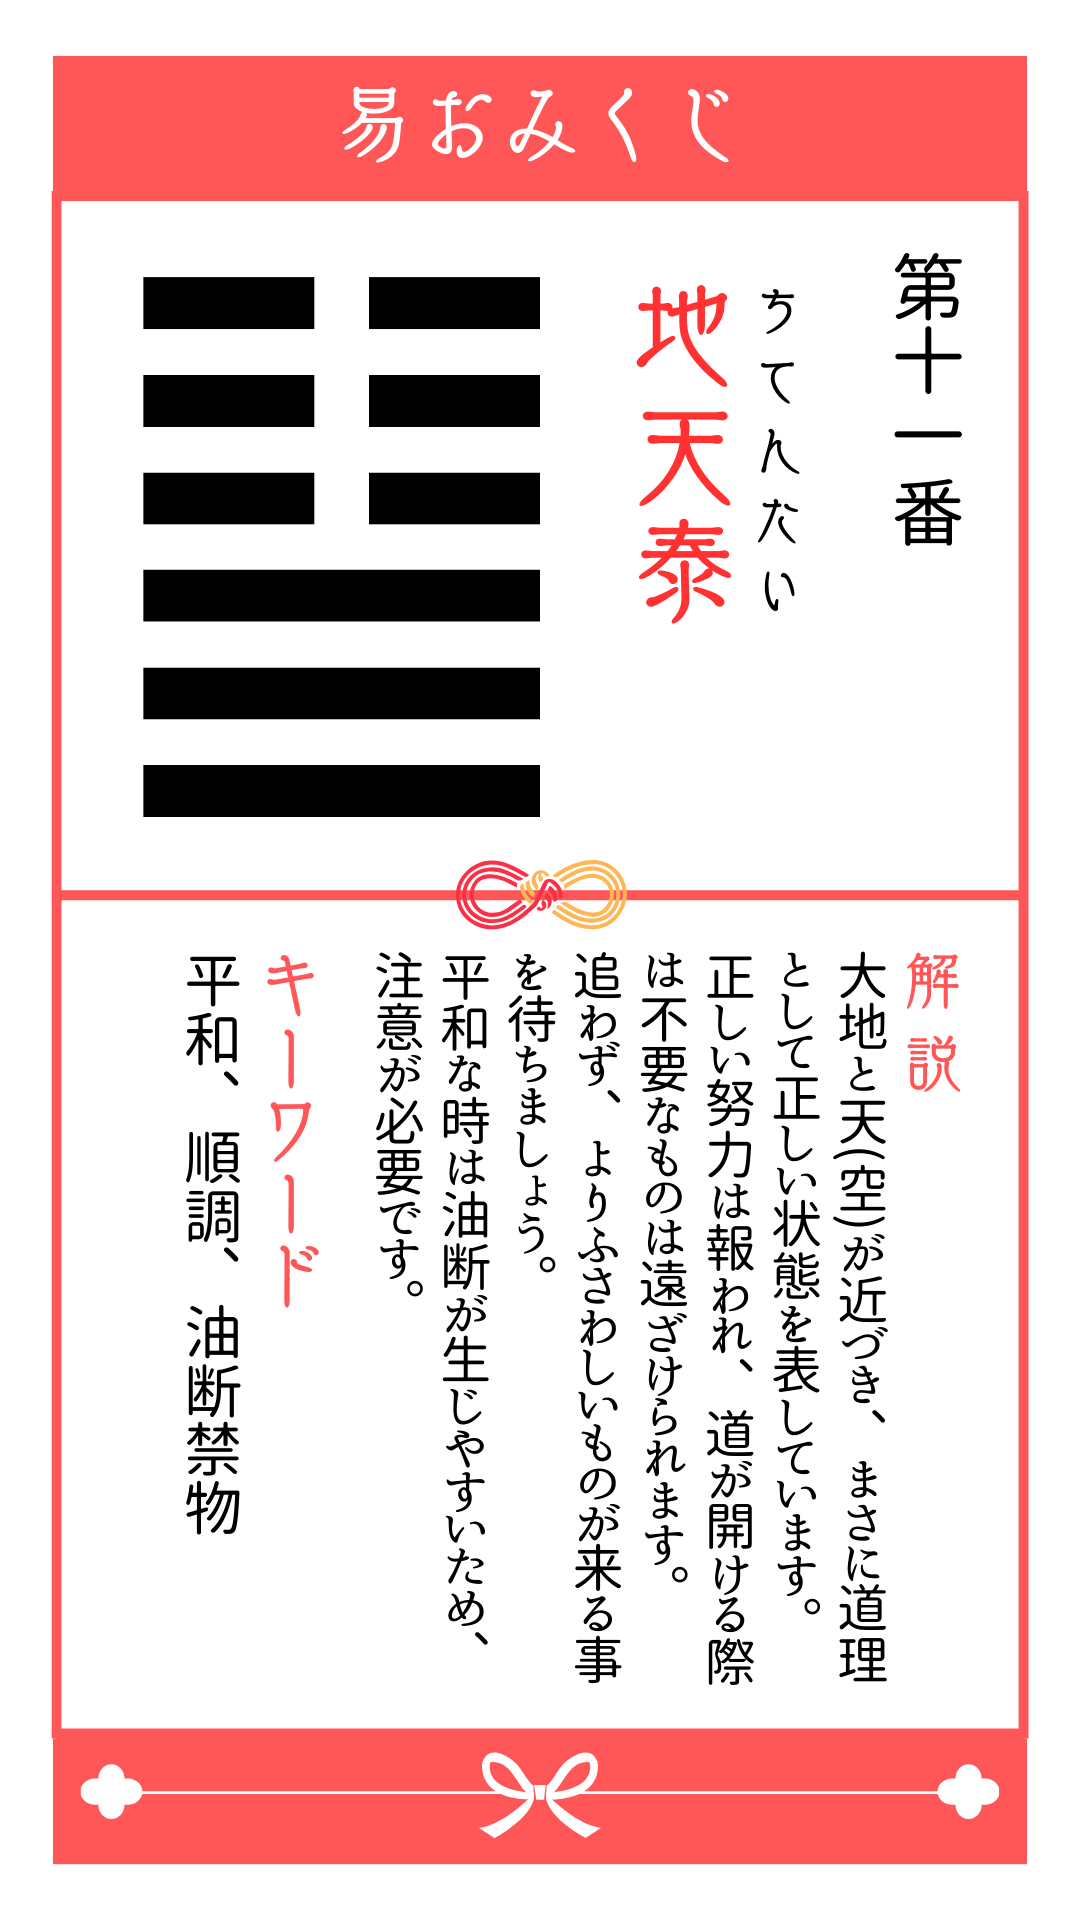 易おみくじ
第十一番
ちてんたい
地天泰
解説
大地と天(空)が近づき、まさに道理
として正しい状態を表しています。
正しい努力は報われ、道が開ける際
は不要なものは遠ざけられます。
追わず、よりふさわしいものが来る事
を待ちましょう。
平和な時は油断が生じやすいため、
注意が必要です。
キーワード
平和、順調、油断禁物